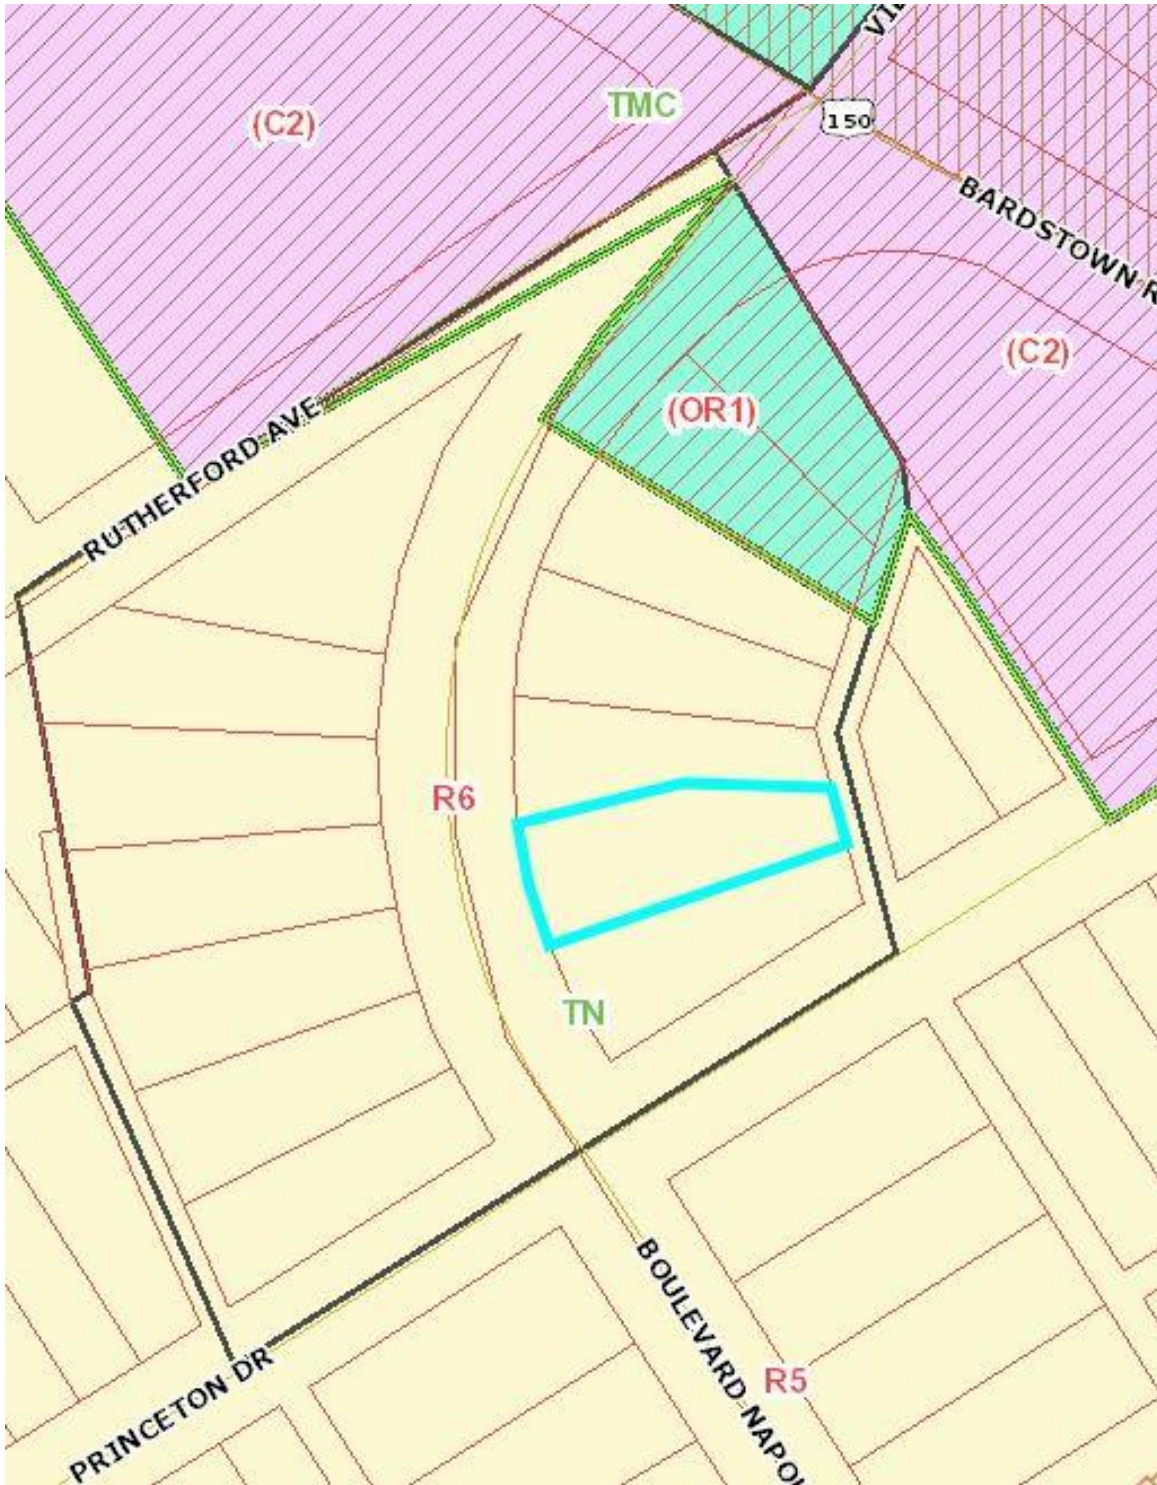 VI
TMC
(C2)
150
BARDSTOWN R
(C2)
(OR1)
RUTHERFORD AVE
R6
TN
BOULEVARD NAPO
R5
PRINCETON DR